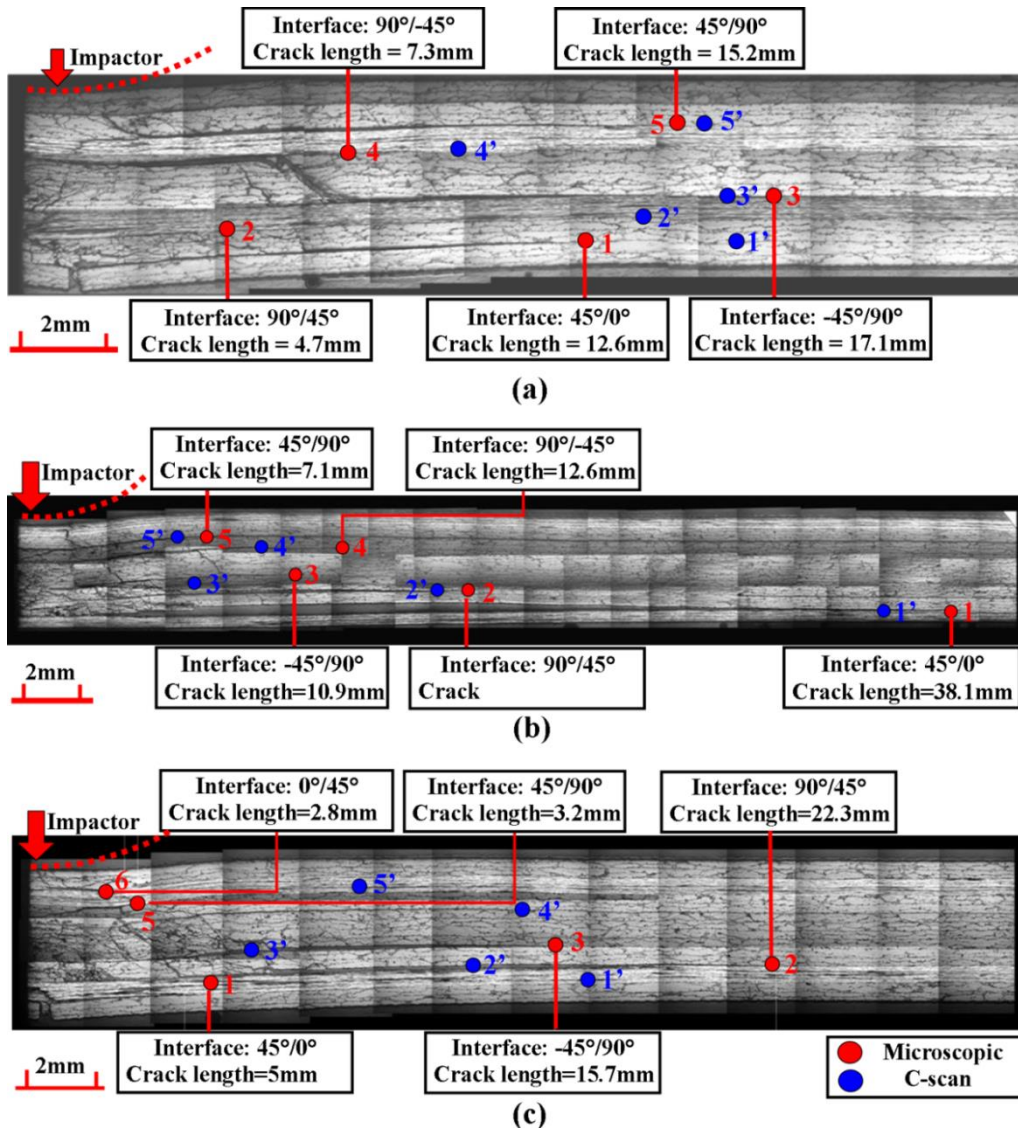 Interface: 90°/-45°
Crack length = 7.3mm
Interface: 45°/90°
Crack length = 15.2mm
Impactor
5 5’
4 4’
3’ 3
2 2’
1 1’
Interface: 90°/45°
Crack length = 4.7mm
Interface: 45°/0°
Crack length = 12.6mm
Interface: -45°/90°
Crack length = 17.1mm
2mm
(a)
Interface: 45°/90°
Crack length=7.1mm
Interface: 90°/-45°
Crack length=12.6mm
Impactor
5’ 5 4’ 4
3’ 3 2’ 2
1’ 1
Interface: -45°/90°
Crack length=10.9mm
Interface: 90°/45°
Crack
Interface: 45°/0°
Crack length=38.1mm
2mm
(b)
Interface: 0°/45°
Crack length=2.8mm
Interface: 45°/90°
Crack length=3.2mm
Interface: 90°/45°
Crack length=22.3mm
Impactor
6 5’
5 4’
3’ 3
2’ 2
1 1’
Interface: 45°/0°
Crack length=5mm
Interface: -45°/90°
Crack length=15.7mm
2mm
Microscopic
C-scan
(c)